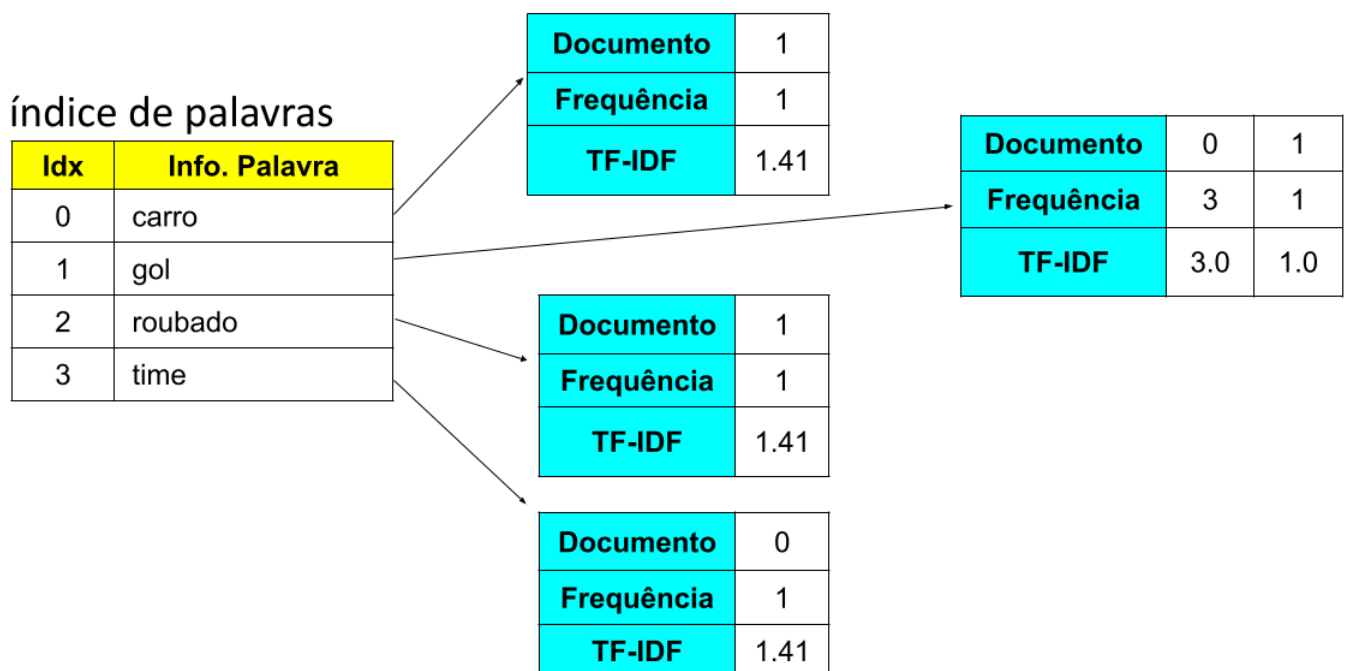 índice de palavras
Idx Info. Palavra
0 carro
1 gol
2 roubado
3 time
Documento 1
Frequência 1
TF-IDF 1.41
Documento 0 1
Frequência 3 1
TF-IDF 3.0 1.0
Documento 1
Frequência 1
TF-IDF 1.41
Documento 0
Frequência 1
TF-IDF 1.41